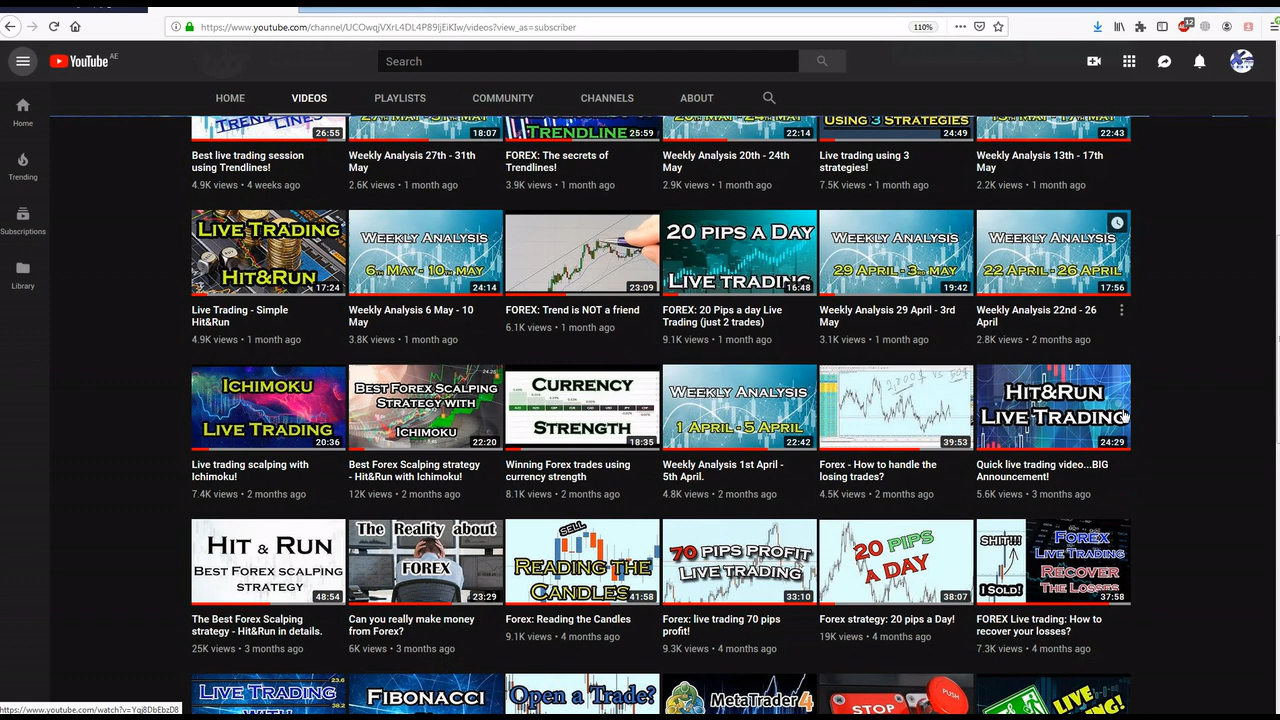 https://www.youtube.com/channel/UCOwqjVXrL4DL4P89ljEiKIw/videos?view_as=subscriber
110%
12
YouTube AE
Search
HOME
VIDEOS
PLAYLISTS
COMMUNITY
CHANNELS
ABOUT
Home
Trending
Subscriptions
Library
26:55
18:07
TRENDLINE
25:59
22:14
USING 3 STRATEGIES
24:49
22:43
Best live trading session
using Trendlines!
4.9K views • 4 weeks ago
Weekly Analysis 27th - 31th
May
2.6K views • 1 month ago
FOREX: The secrets of
Trendlines!
3.9K views • 1 month ago
Weekly Analysis 20th - 24th
May
2.9K views • 1 month ago
Live trading using 3
strategies!
7.5K views • 1 month ago
Weekly Analysis 13th - 17th
May
2.2K views • 1 month ago
LIVE TRADING
HIT&RUN
17:24
WEEKLY ANALYSIS
6TH MAY - 10TH MAY
24:14
23:09
20 PIPS A DAY
LIVE TRADING
16:48
WEEKLY ANALYSIS
29 APRIL - 3RD MAY
19:42
WEEKLY ANALYSIS
22 APRIL - 26 APRIL
17:56
Live Trading - Simple
Hit&Run
4.9K views • 1 month ago
Weekly Analysis 6 May - 10
May
3.8K views • 1 month ago
FOREX: Trend is NOT a friend
6.1K views • 1 month ago
FOREX: 20 Pips a day Live
Trading (just 2 trades)
9.1K views • 1 month ago
Weekly Analysis 29 April - 3rd
May
3.1K views • 1 month ago
Weekly Analysis 22nd - 26
April
2.8K views • 2 months ago
ICHIMOKU
LIVE TRADING
20:36
BEST FOREX SCALPING
STRATEGY WITH
ICHIMOKU
22:20
CURRENCY
STRENGTH
18:35
WEEKLY ANALYSIS
1 APRIL - 5 APRIL
22:42
39:53
HIT&RUN
LIVE TRADING
24:29
Live trading scalping with
Ichimoku!
7.4K views • 2 months ago
Best Forex Scalping strategy
- Hit&Run with Ichimoku!
12K views • 2 months ago
Winning Forex trades using
currency strength
8.1K views • 2 months ago
Weekly Analysis 1st April -
5th April.
4.8K views • 2 months ago
Forex - How to handle the
losing trades?
4.5K views • 2 months ago
Quick live trading video...BIG
Announcement!
5.6K views • 3 months ago
HIT & RUN
BEST FOREX SCALPING
STRATEGY
48:54
The Reality about
FOREX
23:29
SELL
READING THE
CANDLES
41:58
70 PIPS PROFIT
LIVE TRADING
33:10
20 PIPS
A DAY
38:07
SHIT!!!
I SOLD!
FOREX
LIVE TRADING
RECOVER
THE LOSSES
37:58
The Best Forex Scalping
strategy - Hit&Run in details.
25K views • 3 months ago
Can you really make money
from Forex?
6K views • 3 months ago
Forex: Reading the Candles
9.1K views • 4 months ago
Forex: live trading 70 pips
profit!
9.3K views • 4 months ago
Forex strategy: 20 pips a Day!
19K views • 4 months ago
FOREX Live trading: How to
recover your losses?
7.3K views • 4 months ago
LIVE TRADING
23.6
38.2
FIBONACCI
Open a Trade?
MetaTrader 4
STOP
PUSH
LIVE
https://www.youtube.com/watch?v=Yqj8DbEbzD8